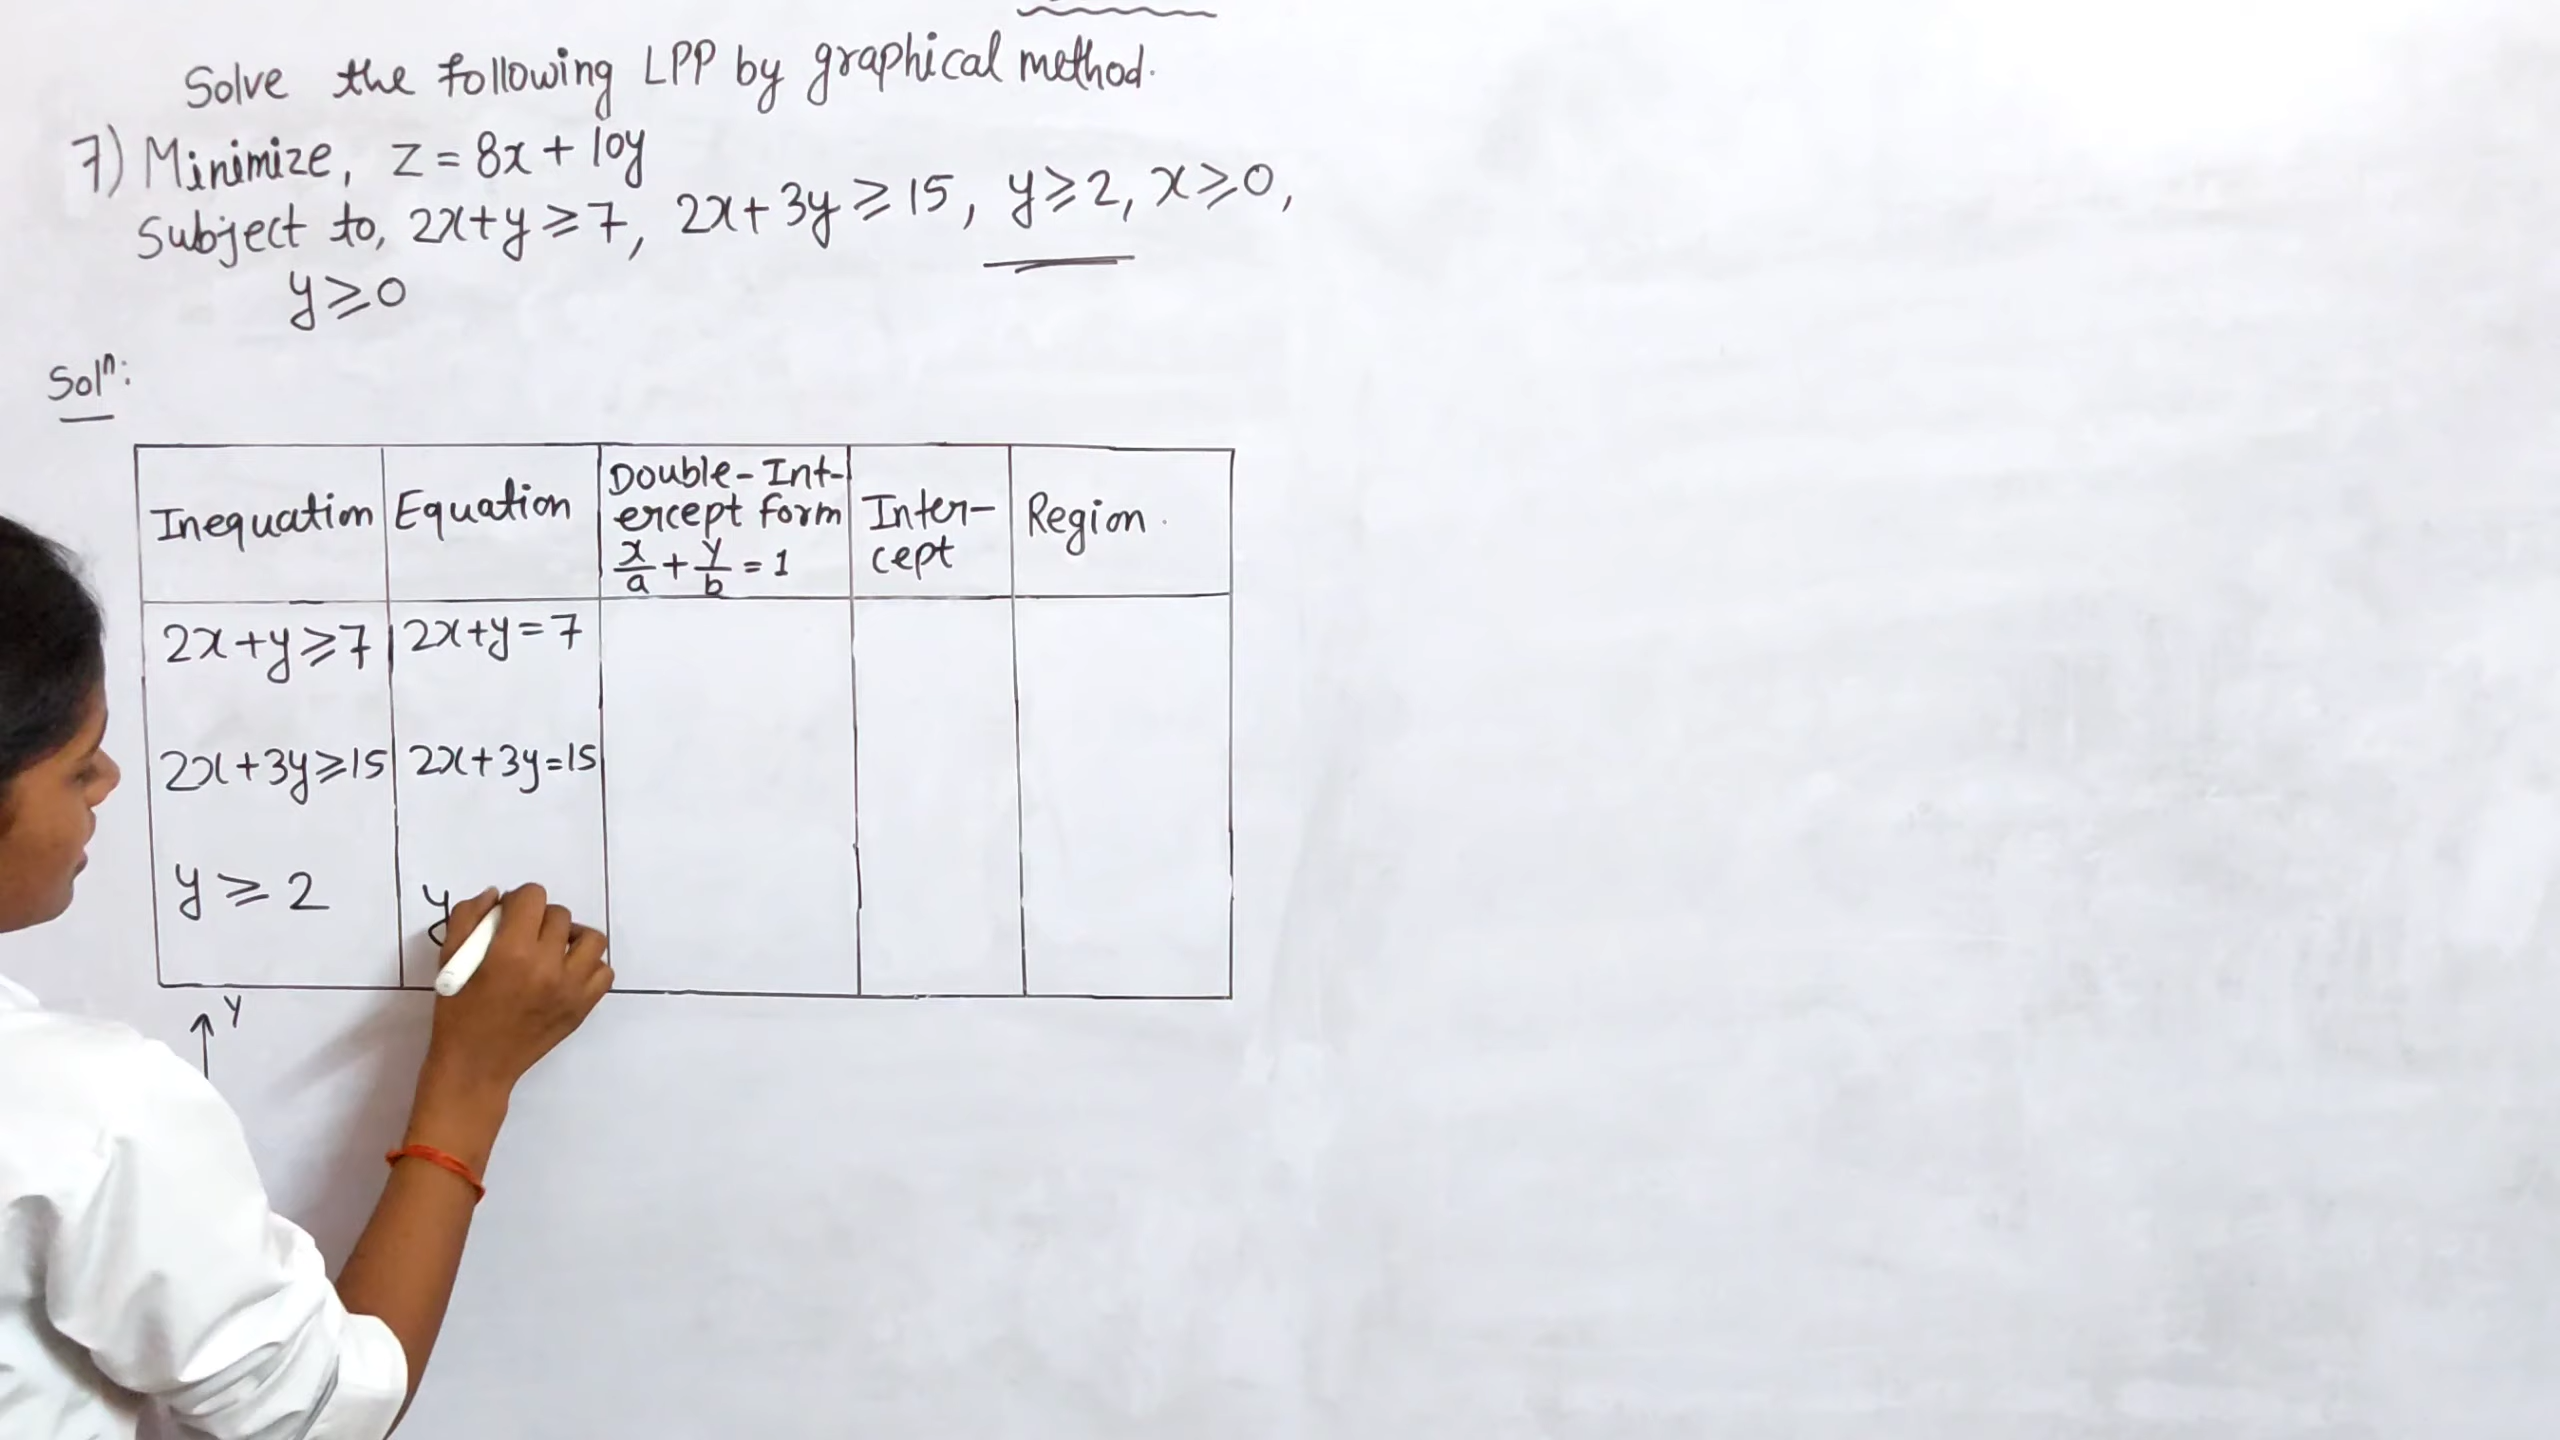 Solve the following LPP by graphical method.
7) Minimize, z = 8x + 10y
Subject to, 2x+y ≥ 7, 2x+3y ≥ 15, y ≥ 2, x ≥ 0,
y ≥ 0
Solⁿ:
Inequation Equation Double-Int-ercept form x/a + y/b = 1 Inter-cept Region
2x+y ≥ 7 2x+y = 7
2x+3y ≥ 15 2x+3y = 15
y ≥ 2 y
Y